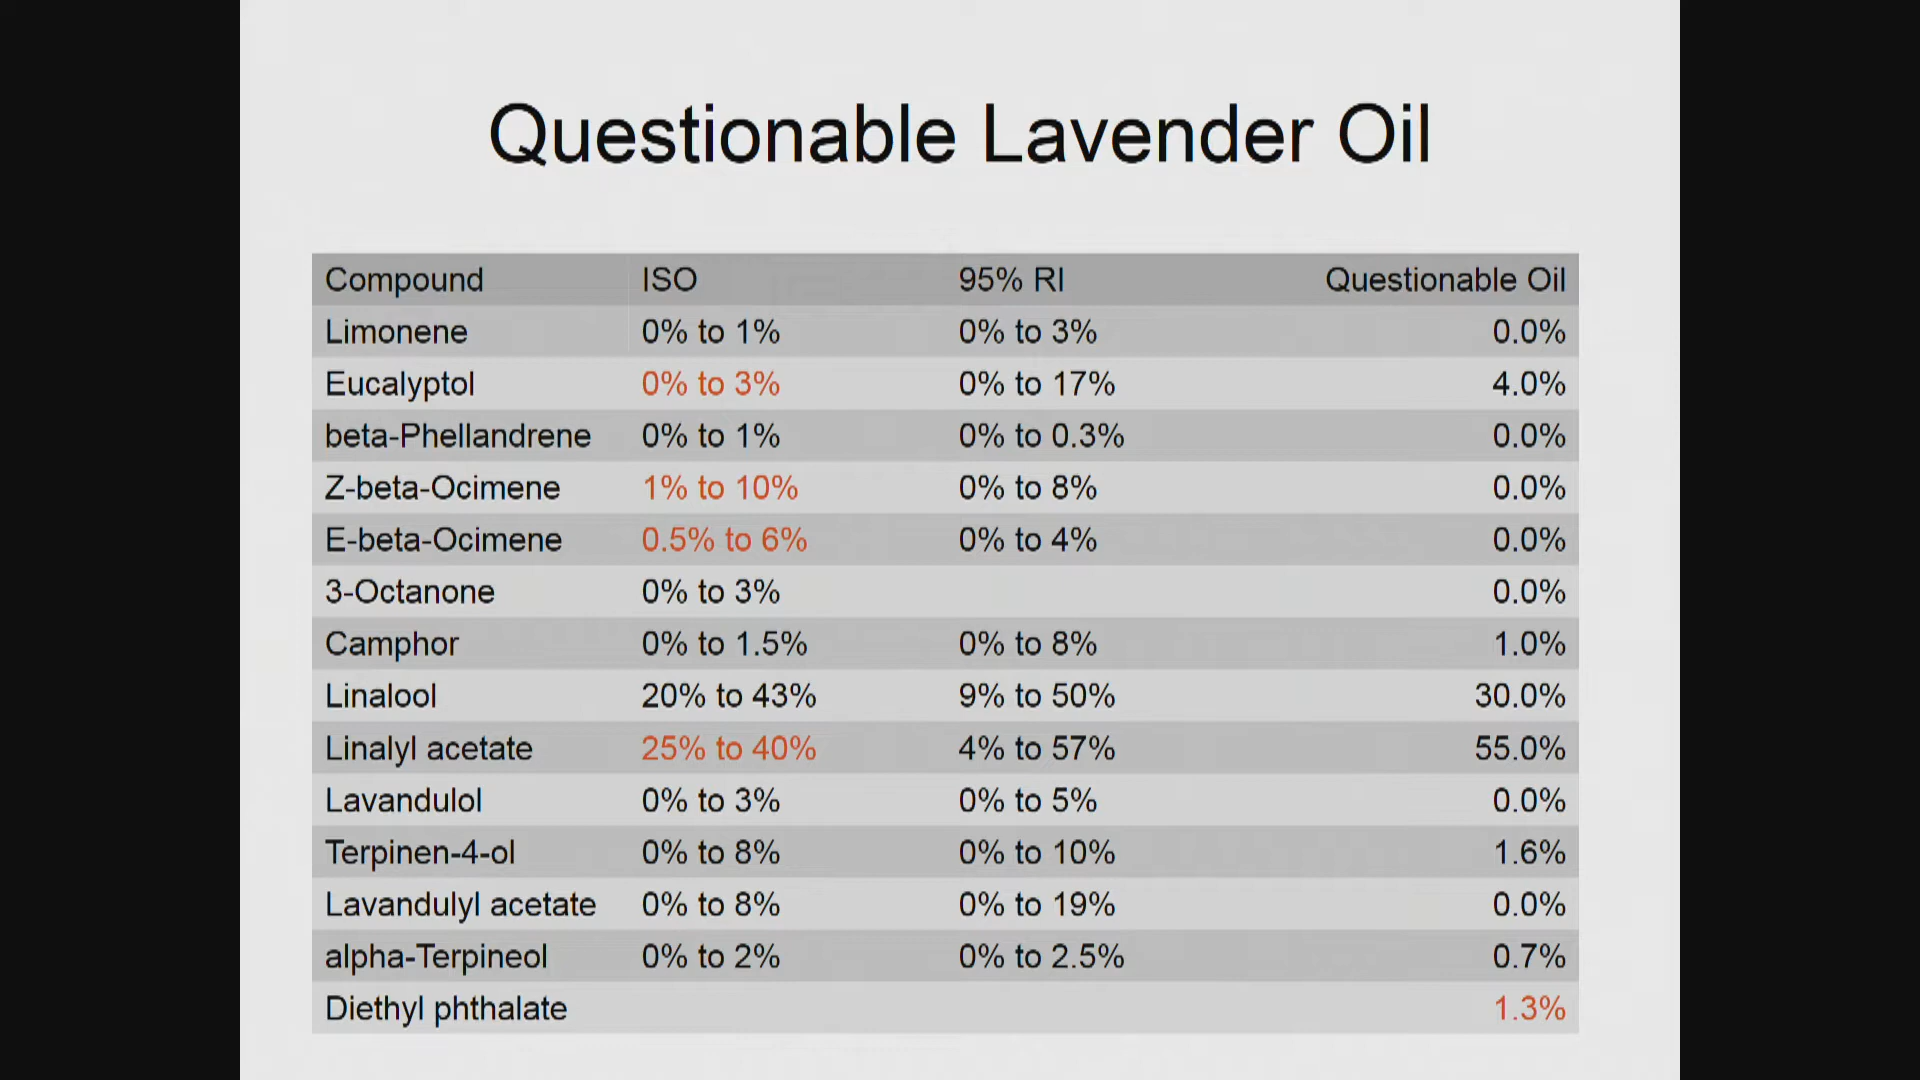 Questionable Lavender Oil
Compound ISO 95% RI Questionable Oil
Limonene 0% to 1% 0% to 3% 0.0%
Eucalyptol 0% to 3% 0% to 17% 4.0%
beta-Phellandrene 0% to 1% 0% to 0.3% 0.0%
Z-beta-Ocimene 1% to 10% 0% to 8% 0.0%
E-beta-Ocimene 0.5% to 6% 0% to 4% 0.0%
3-Octanone 0% to 3% 0.0%
Camphor 0% to 1.5% 0% to 8% 1.0%
Linalool 20% to 43% 9% to 50% 30.0%
Linalyl acetate 25% to 40% 4% to 57% 55.0%
Lavandulol 0% to 3% 0% to 5% 0.0%
Terpinen-4-ol 0% to 8% 0% to 10% 1.6%
Lavandulyl acetate 0% to 8% 0% to 19% 0.0%
alpha-Terpineol 0% to 2% 0% to 2.5% 0.7%
Diethyl phthalate 1.3%